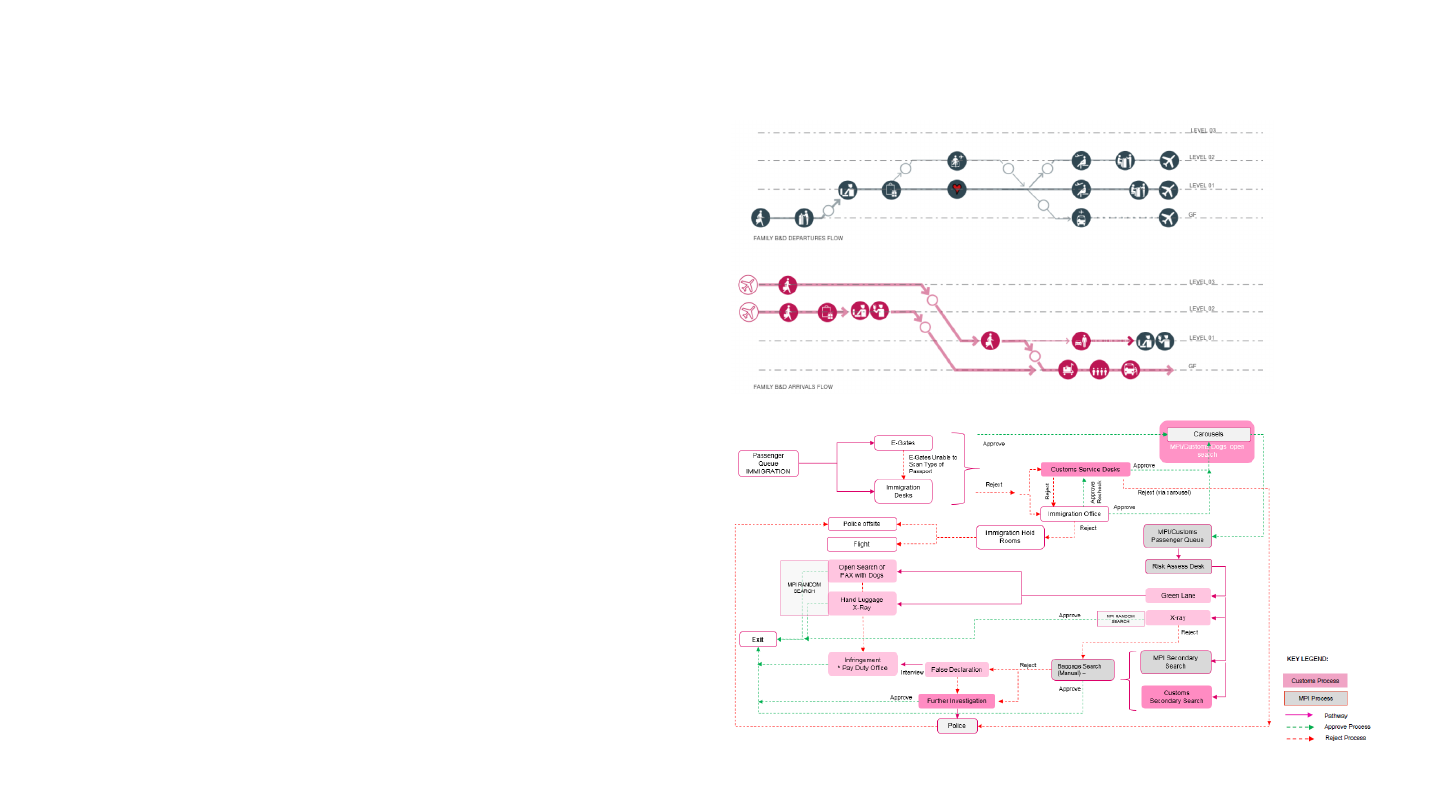 LEVEL 03
LEVEL 02
LEVEL 01
GF
FAMILY B&D DEPARTURES FLOW
LEVEL 03
LEVEL 02
LEVEL 01
GF
FAMILY B&D ARRIVALS FLOW
Passenger
Queue
IMMIGRATION
E-Gates
E-Gates Unable to
Scan Type of
Passport
Immigration
Desks
Approve
Reject
Carousels
MPI/Customs Dogs open
search
Customs Service Desks
Approve
Reject
Approve
Reject (via carousel)
Immigration Office
Approve
Reject
Police offsite
Flight
Immigration Hold
Rooms
MPI/Customs
Passenger Queue
Risk Assess Desk
MPI RANDOM
SEARCH
Open Search of
PAX with Dogs
Hand Luggage
X-Ray
Green Lane
Approve
MPI RANDOM
SEARCH
X-ray
Reject
Exit
Infringement
• Pay Duty Office
Interview
False Declaration
Reject
Baggage Search
(Manual) –
MPI Secondary
Search
Approve
Approve
Further Investigation
Customs
Secondary Search
Police
KEY LEGEND:
Customs Process
MPI Process
Pathway
Approve Process
Reject Process